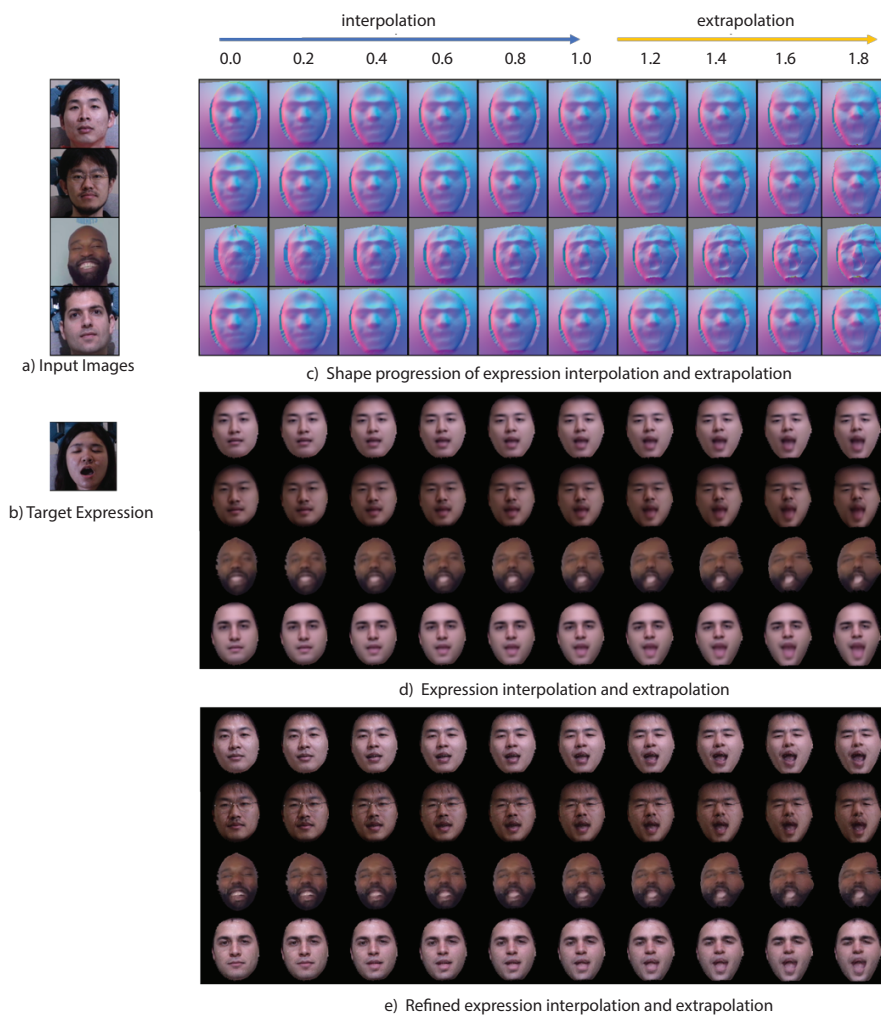 interpolation extrapolation
0.0 0.2 0.4 0.6 0.8 1.0 1.2 1.4 1.6 1.8
a) Input Images
c) Shape progression of expression interpolation and extrapolation
b) Target Expression
d) Expression interpolation and extrapolation
e) Refined expression interpolation and extrapolation